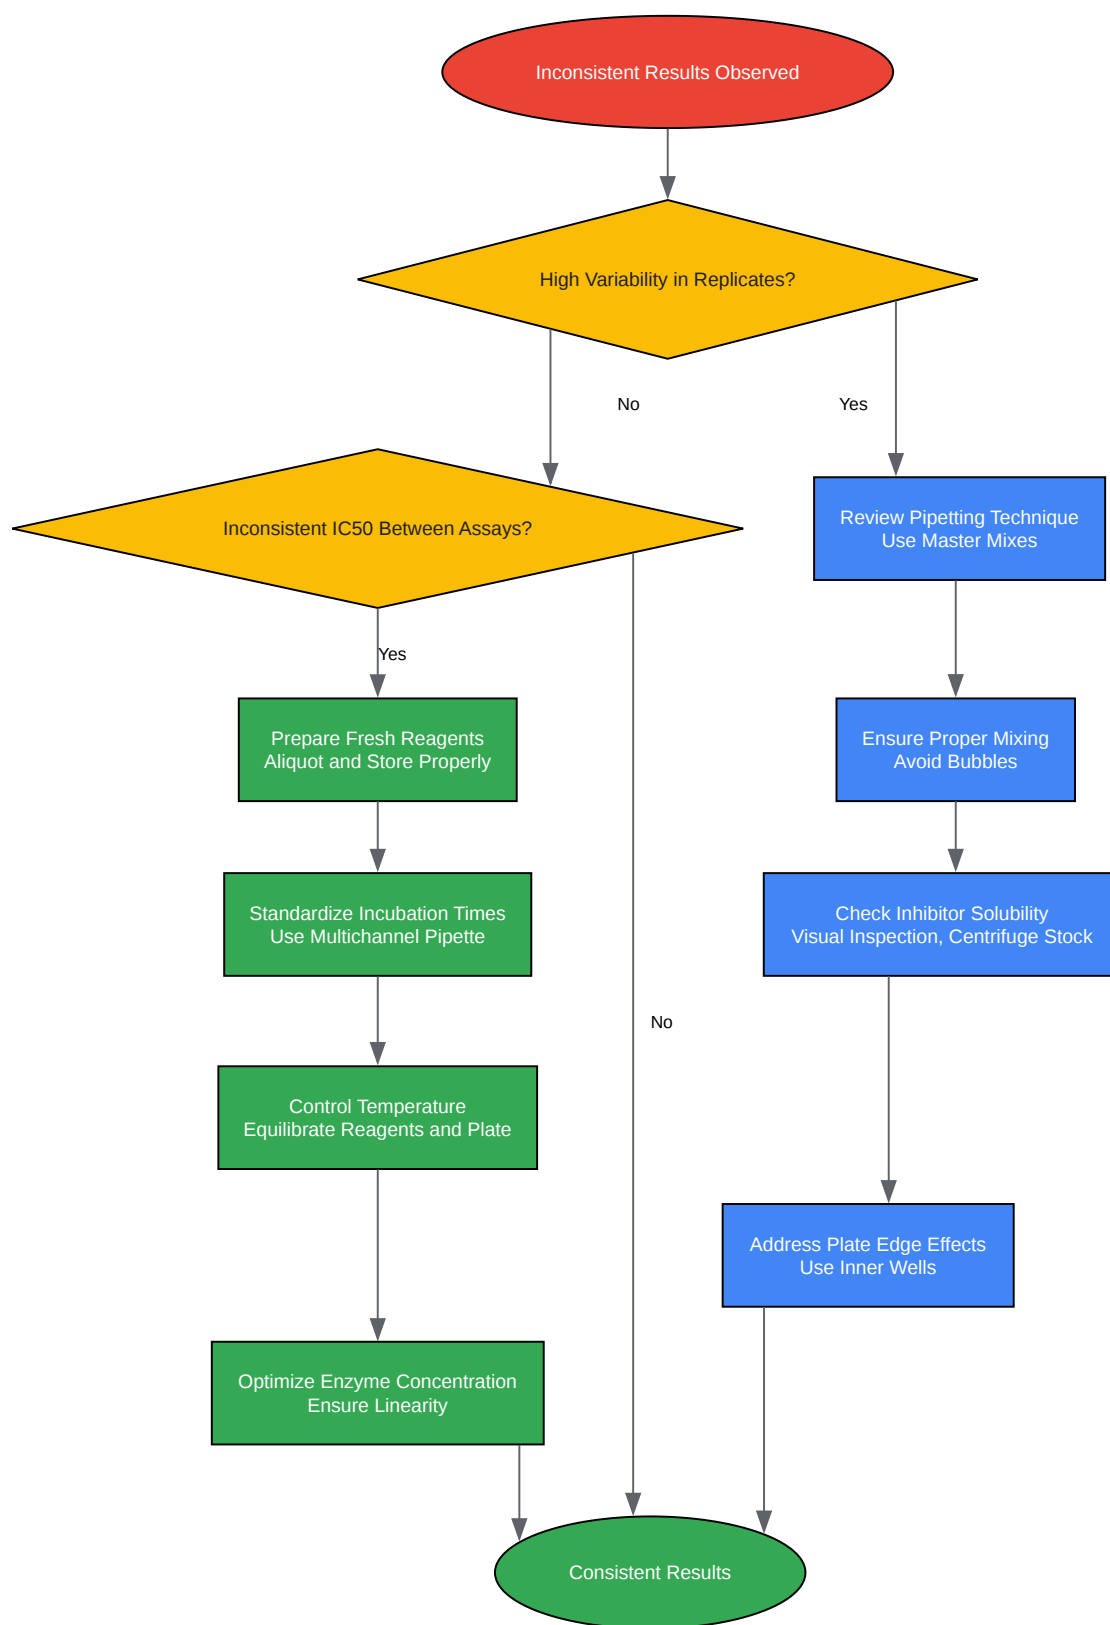 Inconsistent Results Observed
High Variability in Replicates?
No
Yes
Inconsistent IC50 Between Assays?
Review Pipetting Technique
Use Master Mixes
Yes
Prepare Fresh Reagents
Aliquot and Store Properly
Ensure Proper Mixing
Avoid Bubbles
Standardize Incubation Times
Use Multichannel Pipette
Check Inhibitor Solubility
Visual Inspection, Centrifuge Stock
No
Control Temperature
Equilibrate Reagents and Plate
Address Plate Edge Effects
Use Inner Wells
Optimize Enzyme Concentration
Ensure Linearity
Consistent Results